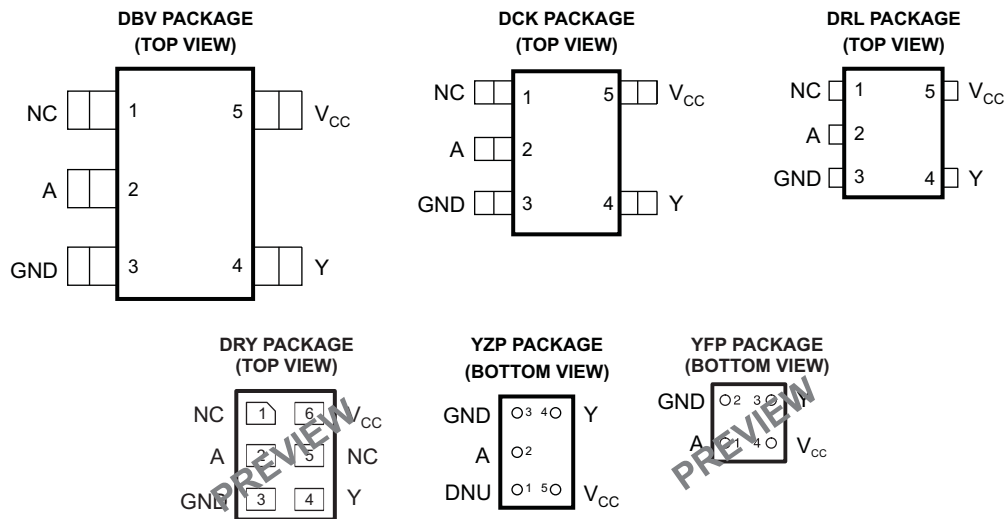 DBV PACKAGE
(TOP VIEW)
NC 1 5 VCC
A 2
GND 3 4 Y
DCK PACKAGE
(TOP VIEW)
NC 1 5 VCC
A 2
GND 3 4 Y
DRL PACKAGE
(TOP VIEW)
NC 1 5 VCC
A 2
GND 3 4 Y
DRY PACKAGE
(TOP VIEW)
NC 1 6 VCC
A 2 5 NC
GND 3 4 Y
PREVIEW
YZP PACKAGE
(BOTTOM VIEW)
GND 3 4 Y
A 2
DNU 1 5 VCC
YFP PACKAGE
(BOTTOM VIEW)
GND 2 3 Y
A 1 4 VCC
PREVIEW